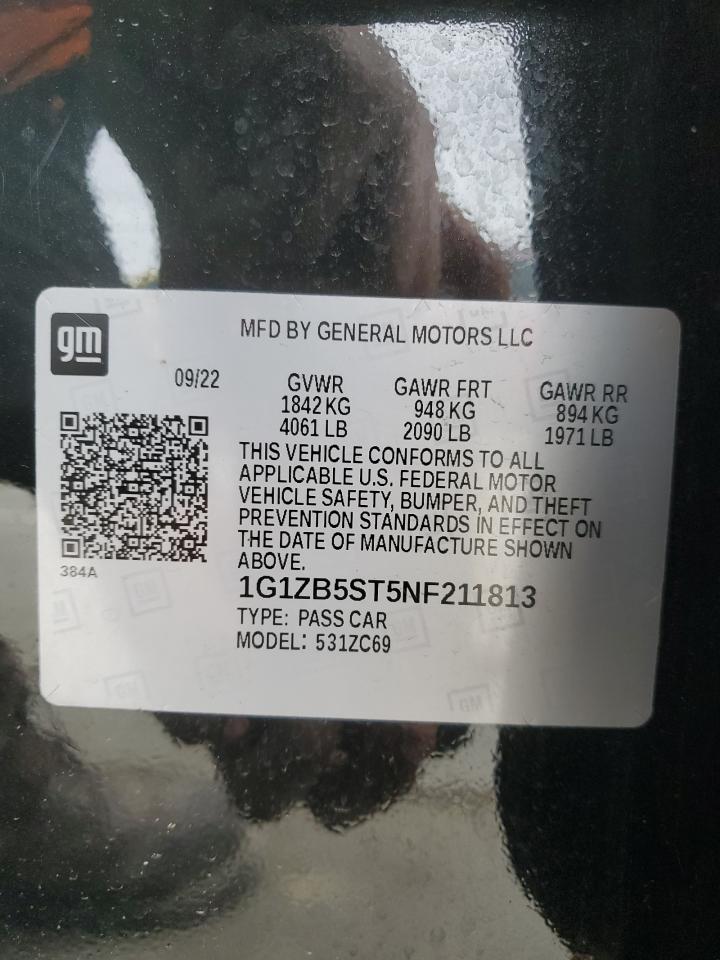 gm
MFD BY GENERAL MOTORS LLC
09/22
GVWR GAWR FRT GAWR RR
1842 KG 948 KG 894 KG
4061 LB 2090 LB 1971 LB
THIS VEHICLE CONFORMS TO ALL
APPLICABLE U.S. FEDERAL MOTOR
VEHICLE SAFETY, BUMPER, AND THEFT
PREVENTION STANDARDS IN EFFECT ON
THE DATE OF MANUFACTURE SHOWN
ABOVE.
384A
1G1ZB5ST5NF211813
TYPE: PASS CAR
MODEL: 531ZC69
GM